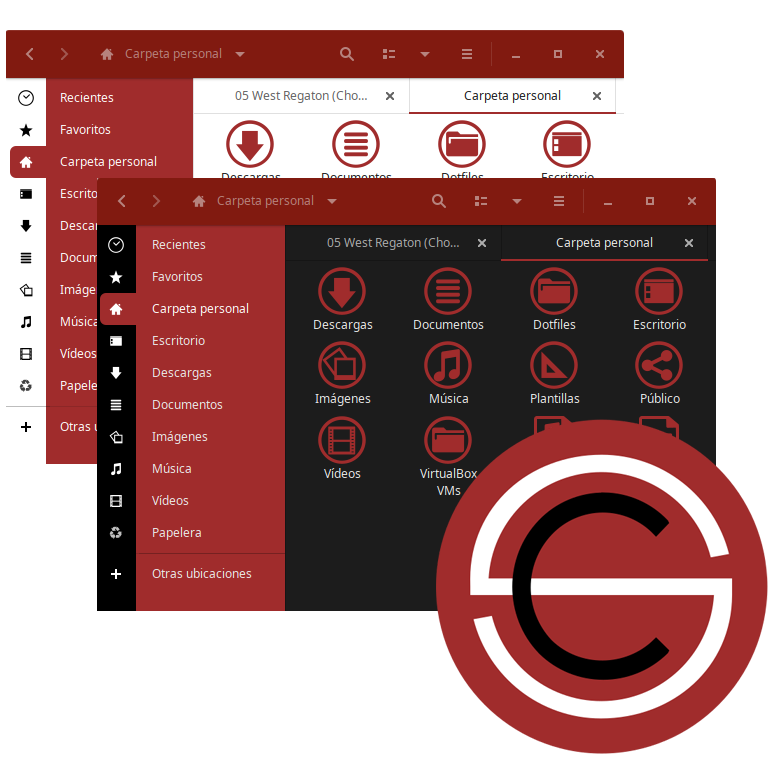 Carpeta personal
05 West Regaton (Cho...
Carpeta personal
Recientes
Favoritos
Carpeta personal
Escrito
Descar
Docum
Imáge
Música
Vídeos
Papele
Otras u
Descargas
Documentos
Dotfiles
Escritorio
Carpeta personal
05 West Regaton (Cho...
Carpeta personal
Recientes
Favoritos
Carpeta personal
Escritorio
Descargas
Documentos
Imágenes
Música
Vídeos
Papelera
Otras ubicaciones
Descargas
Documentos
Dotfiles
Escritorio
Imágenes
Música
Plantillas
Público
Vídeos
VirtualBox
VMs